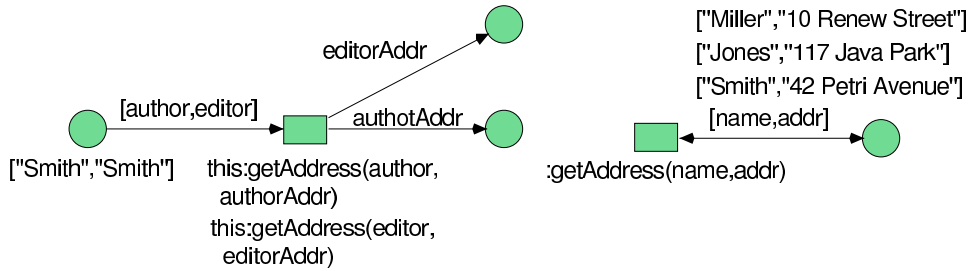 editorAddr
[author,editor]
authotAddr
["Smith","Smith"]
this:getAddress(author,
authorAddr)
this:getAddress(editor,
editorAddr)
["Miller","10 Renew Street"]
["Jones","117 Java Park"]
["Smith","42 Petri Avenue"]
[name,addr]
:getAddress(name,addr)